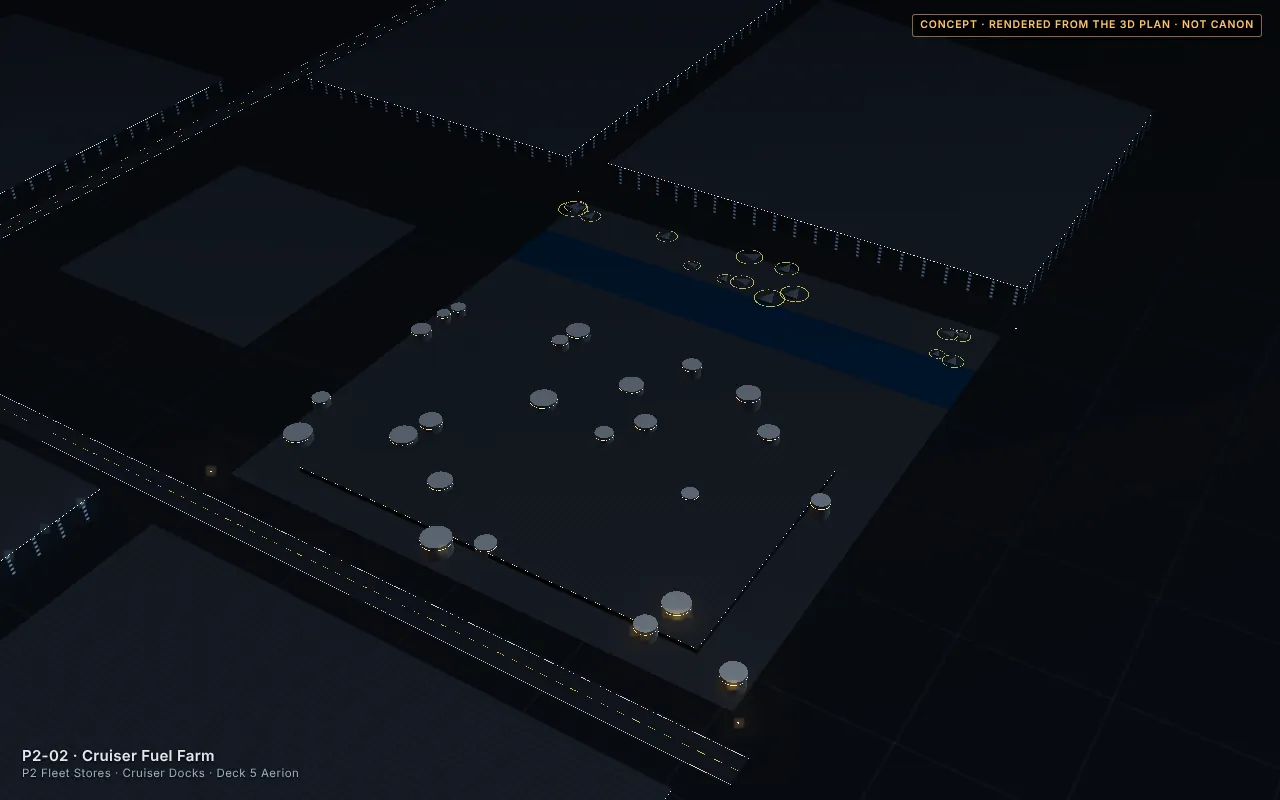 CONCEPT · RENDERED FROM THE 3D PLAN · NOT CANON
P2-02 · Cruiser Fuel Farm
P2 Fleet Stores · Cruiser Docks · Deck 5 Aerion